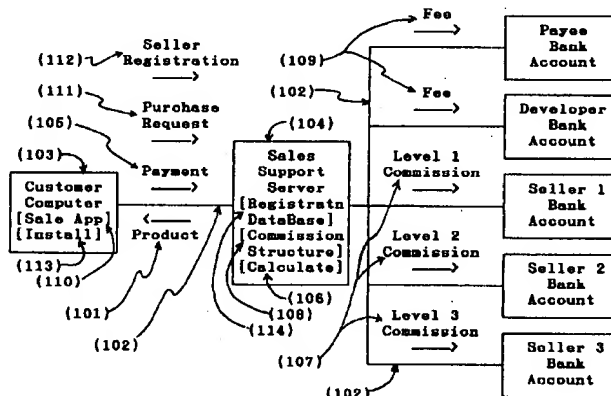 Fee
Payee
Bank
Account
(112)
Seller
Registration
(109)
(111)
Purchase
Request
(102)
Fee
Developer
Bank
Account
(105)
(104)
(103)
Payment
Customer
Computer
[Sale App]
[Install]
Product
Sales
Support
Server
[Registratn
DataBase]
[Commission
Structure]
[Calculate]
Level 1
Commission
Seller 1
Bank
Account
Level 2
Commission
Seller 2
Bank
Account
(113)
(110)
(106)
(108)
(101)
(114)
(107)
(102)
Level 3
Commission
Seller 3
Bank
Account
(102)